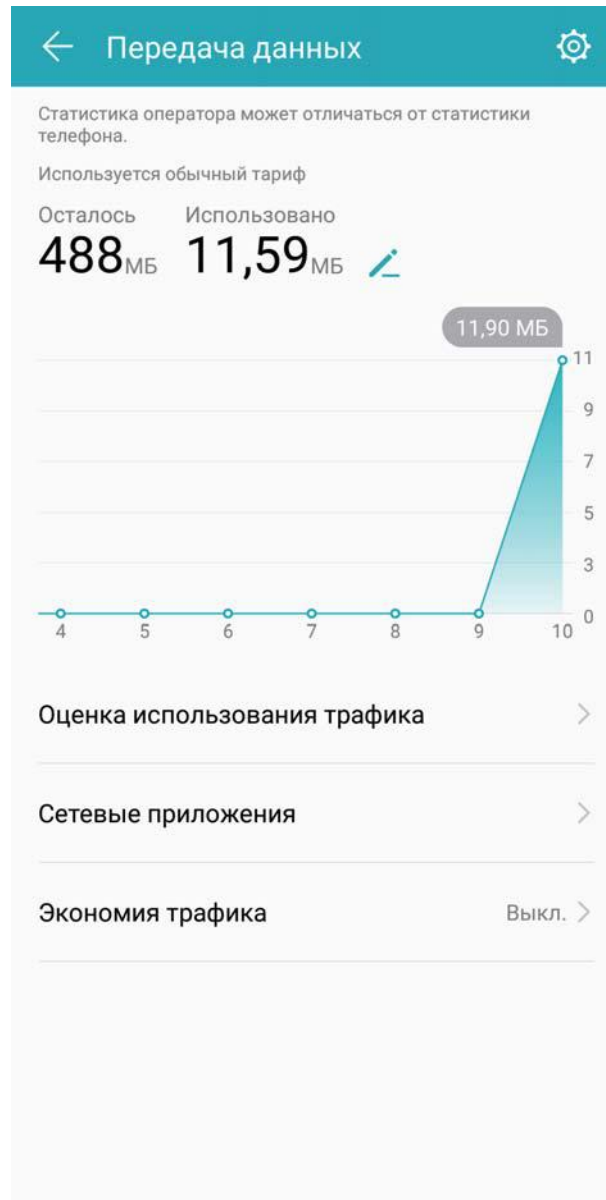 Передача данных
Статистика оператора может отличаться от статистики
телефона.
Используется обычный тариф
Осталось Использовано
488МБ 11,59МБ
11,90 МБ
11
9
7
5
3
0
4 5 6 7 8 9 10
Оценка использования трафика
Сетевые приложения
Экономия трафика Выкл.